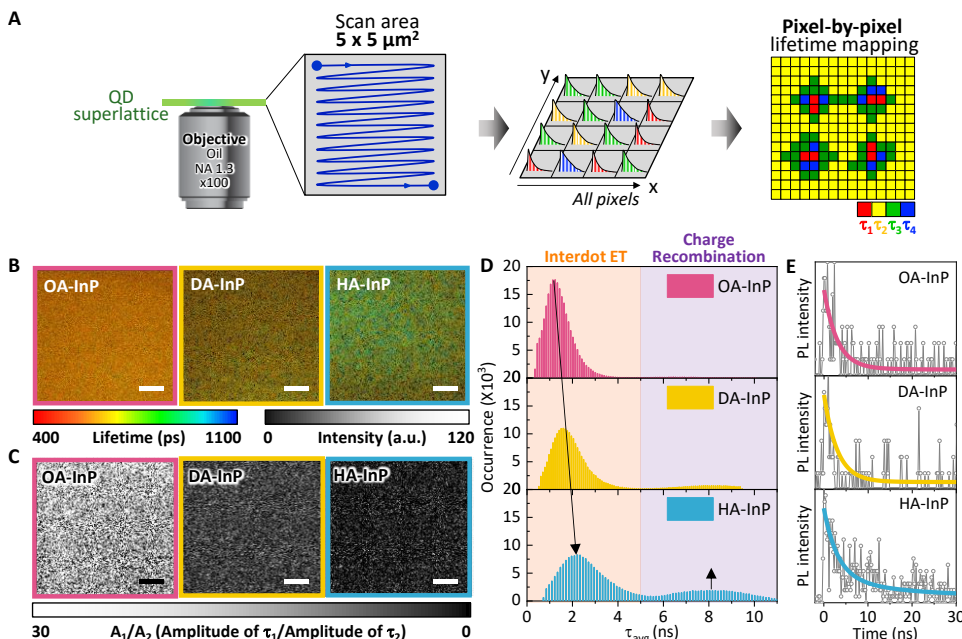 A
Scan area
5 x 5 µm²
QD
superlattice
Objective
Oil
NA 1.3
x100
y
x
All pixels
Pixel-by-pixel
lifetime mapping
τ₁ τ₂ τ₃ τ₄
B
OA-InP DA-InP HA-InP
400 Lifetime (ps) 1100
0 Intensity (a.u.) 120
C
OA-InP DA-InP HA-InP
30 A₁/A₂ (Amplitude of τ₁/Amplitude of τ₂) 0
D
Interdot ET
Charge
Recombination
Occurrence (X10³)
20
15
10
5
20
OA-InP
15
10
5
20
DA-InP
15
10
5
0
HA-InP
0 2 4 6 8 10
τavg (ns)
E
OA-InP
PL intensity
DA-InP
PL intensity
HA-InP
PL intensity
0 10 20 30
Time (ns)